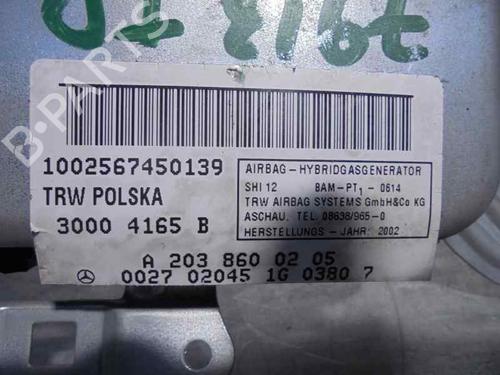 B-PARTS
1002567450139
TRW POLSKA
3000 4165 B
AIRBAG - HYBRIDGASGENERATOR
SHI 12 BAM-PT1 - 0614
TRW AIRBAG SYSTEMS GmbH&Co KG
ASCHAU. TEL. 08638/965-0
HERSTELLUNGS - JAHR: 2002
A 203 860 02 05
0027 02045 1G 0380 7